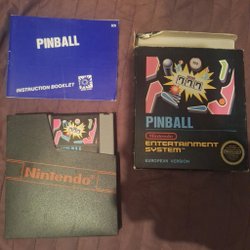 PINBALL
INSTRUCTION BOOKLET
PINBALL
Nintendo
ENTERTAINMENT
SYSTEM
EUROPEAN VERSION
Nintendo